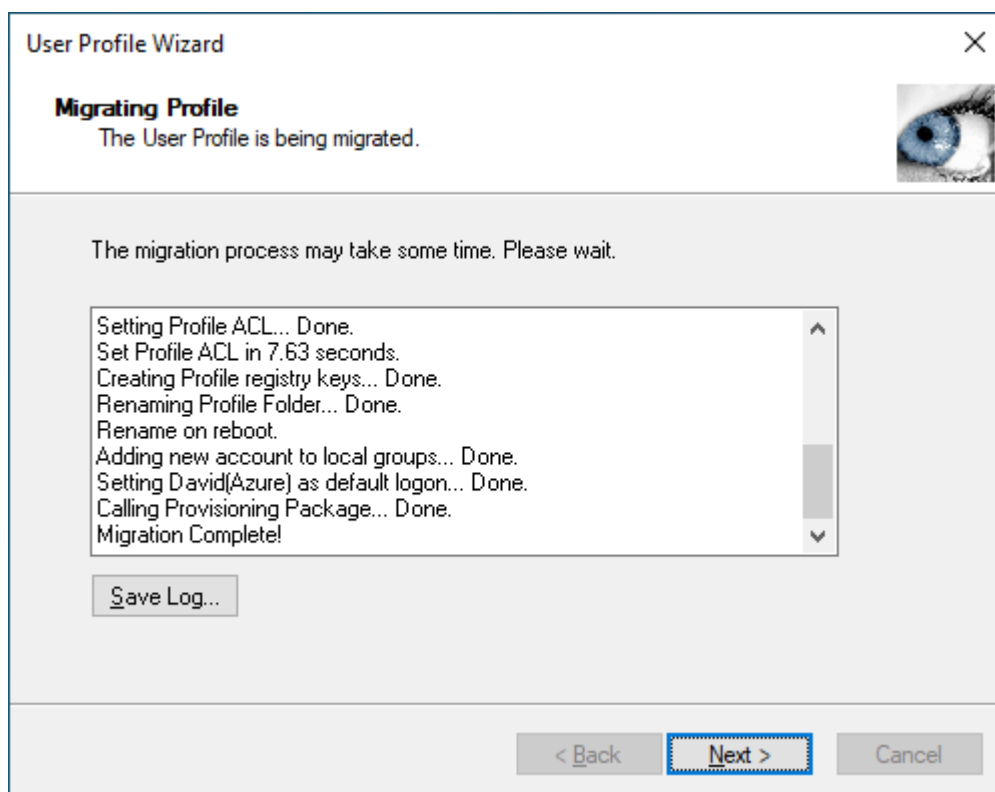 User Profile Wizard
Migrating Profile
The User Profile is being migrated.
The migration process may take some time. Please wait.
Setting Profile ACL... Done.
Set Profile ACL in 7.63 seconds.
Creating Profile registry keys... Done.
Renaming Profile Folder... Done.
Rename on reboot.
Adding new account to local groups... Done.
Setting David(Azure) as default logon... Done.
Calling Provisioning Package... Done.
Migration Complete!
Save Log...
< Back
Next >
Cancel